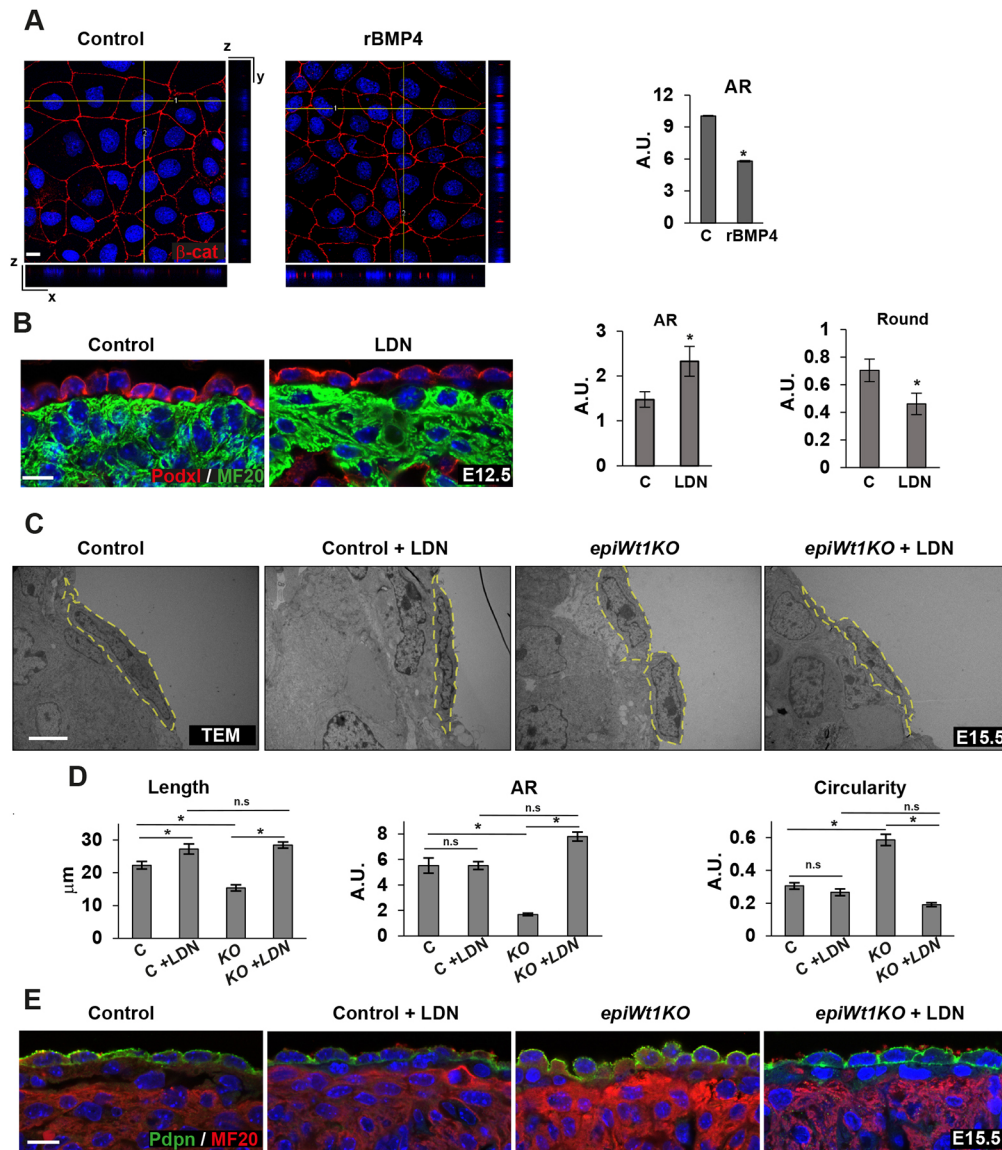 A
Control
rBMP4
z
y
1
2
β-cat
z
x
1
2
AR
A.U.
12
9
6
3
0
*
C
rBMP4
B
Control
LDN
Podxl / MF20
E12.5
AR
A.U.
3
2
1
0
*
C
LDN
Round
A.U.
1
0.8
0.6
0.4
0.2
0
*
C
LDN
C
Control
Control + LDN
epiWt1KO
epiWt1KO + LDN
TEM
E15.5
D
Length
μm
30
20
10
0
n.s
*
*
*
C
C +LDN
KO
KO +LDN
AR
A.U.
8
6
4
2
0
n.s
*
*
n.s
C
C +LDN
KO
KO +LDN
Circularity
A.U.
0.6
0.4
0.2
0
n.s
*
*
n.s
C
C +LDN
KO
KO +LDN
E
Control
Control + LDN
epiWt1KO
epiWt1KO + LDN
Pdpn / MF20
E15.5